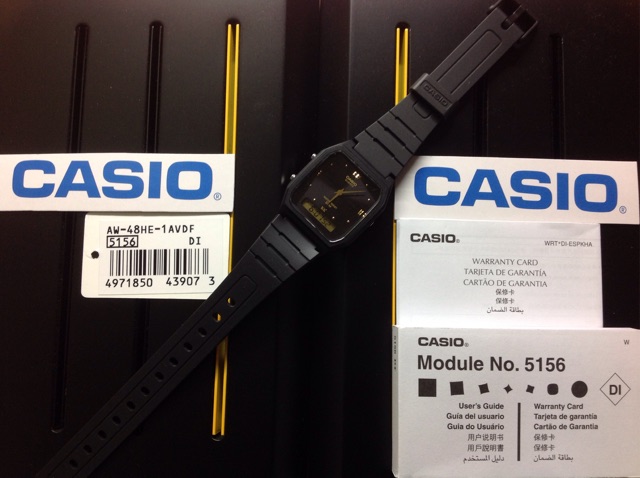 CASIO
CASIO®
AW-48HE-1AVDF
5156 DI
4971850 43907 3
CASIO®
CASIO®
WRT*DI-ESPKHA
WARRANTY CARD
TARJETA DE GARANTÍA
CARTÃO DE GARANTIA
保修卡
保修卡
بطاقة الضمان
CASIO®
W
Module No. 5156
DI
User's Guide
Guía del usuario
Guia do Usuário
用户说明书
用戶說明書
دليل المستخدم
Warranty Card
Tarjeta de garantía
Cartão de Garantia
保修卡
保修卡
بطاقة الضمان
CASIO